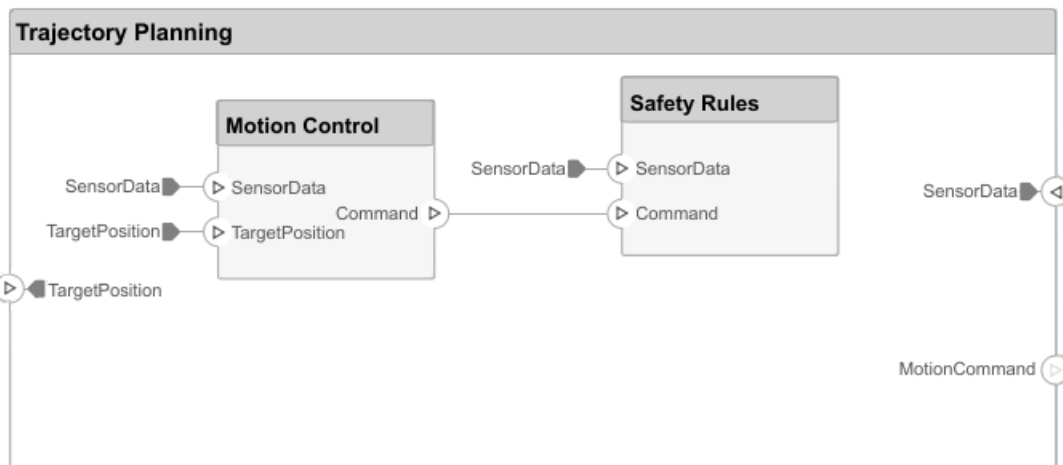 Trajectory Planning
Motion Control
SensorData
SensorData
TargetPosition
TargetPosition
Command
Safety Rules
SensorData
SensorData
Command
SensorData
TargetPosition
MotionCommand